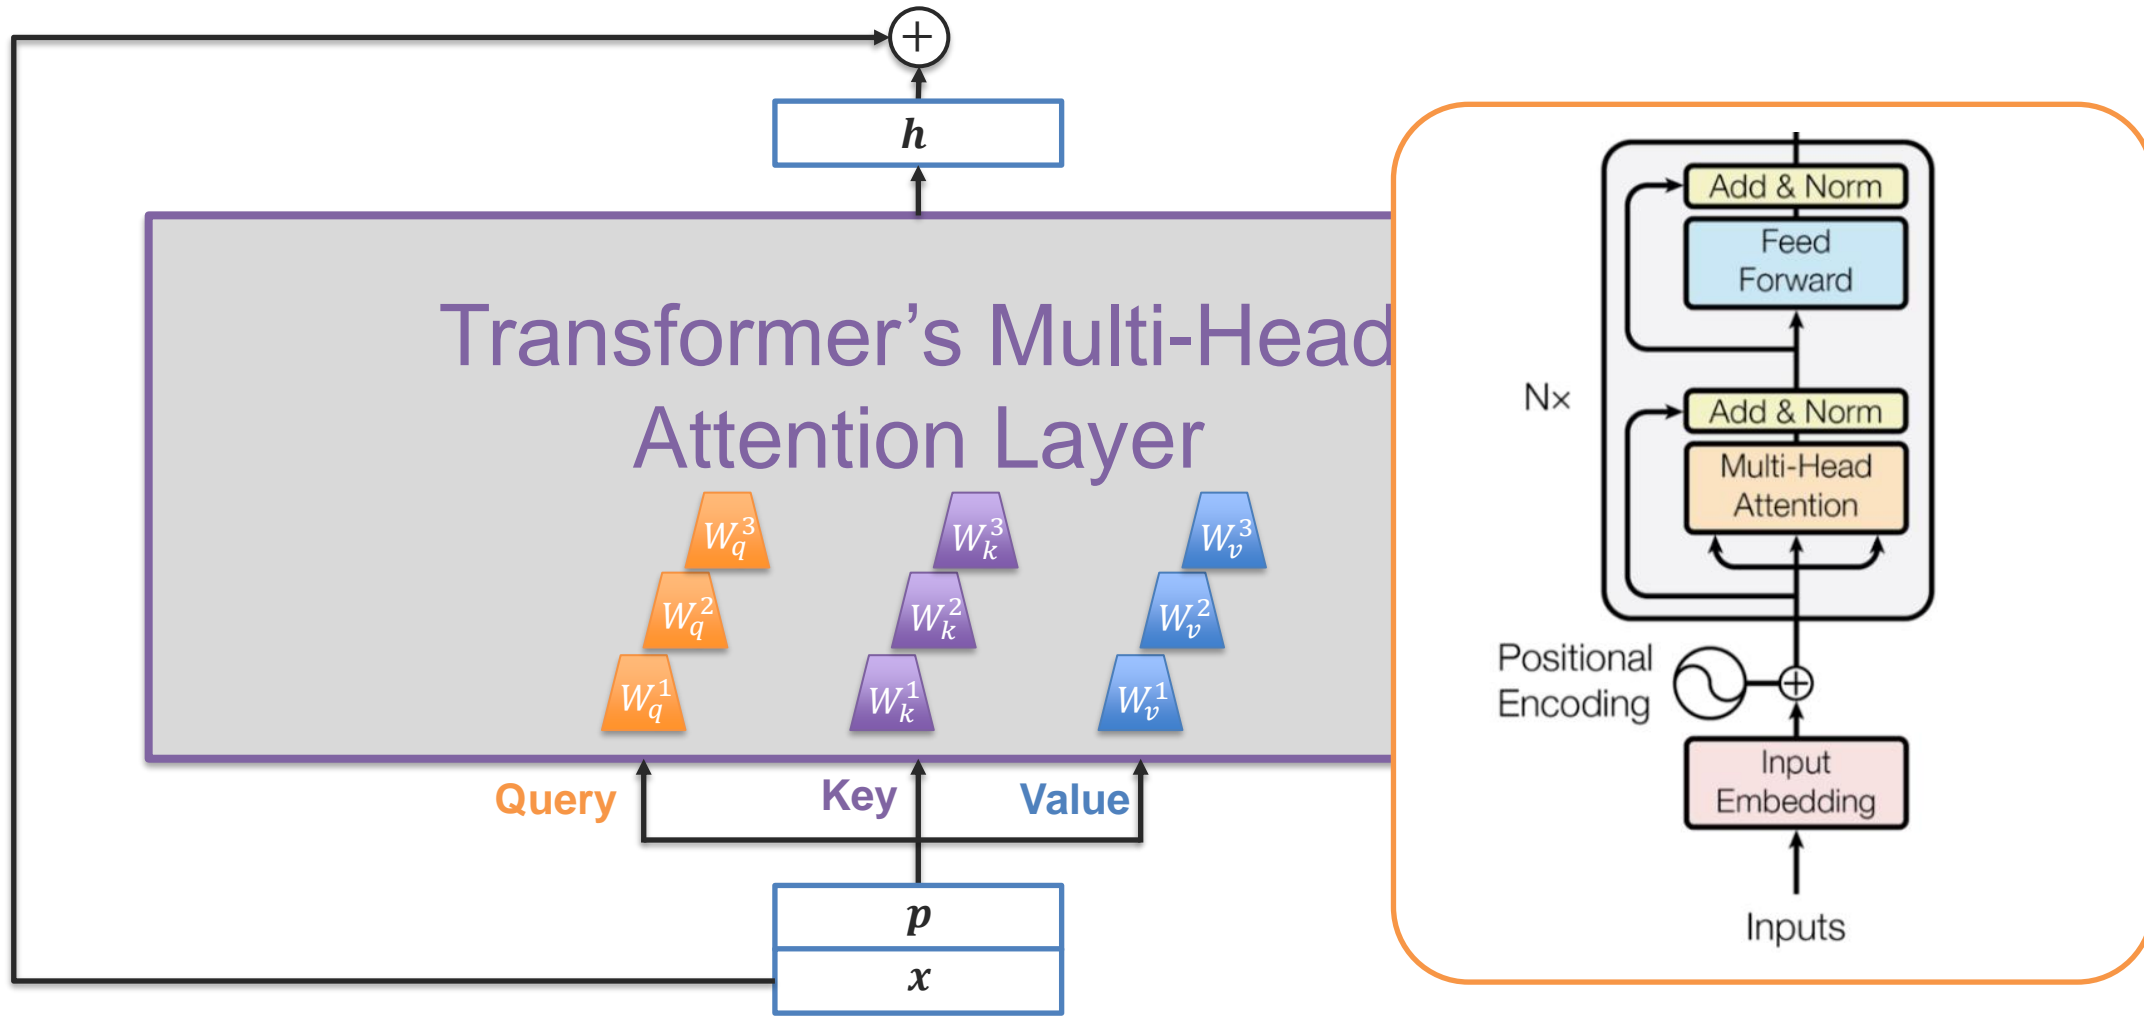 +
h
Transformer's Multi-Head
Attention Layer
W_q^3 W_k^3 W_v^3
W_q^2 W_k^2 W_v^2
W_q^1 W_k^1 W_v^1
Query Key Value
p
x
Add & Norm
Feed
Forward
N×
Add & Norm
Multi-Head
Attention
Positional
Encoding
+
Input
Embedding
Inputs